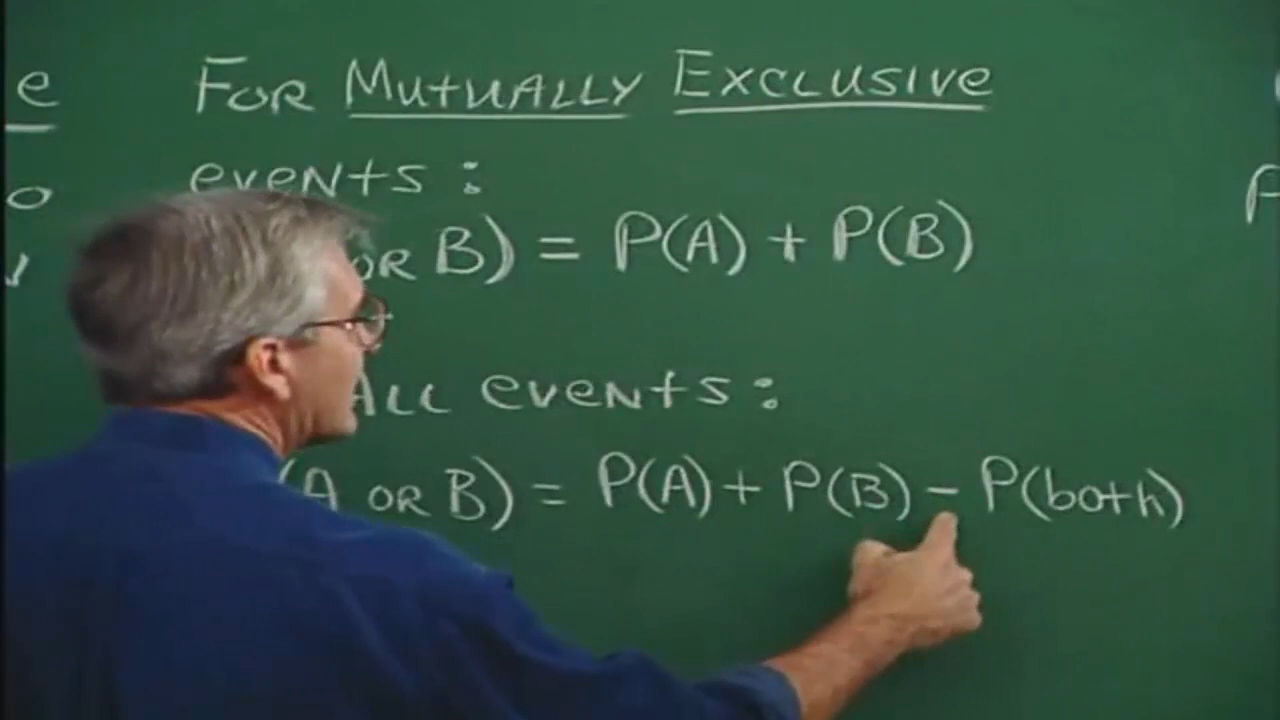 For Mutually Exclusive
events:
or B) = P(A) + P(B)
All events:
(A or B) = P(A) + P(B) - P(both)